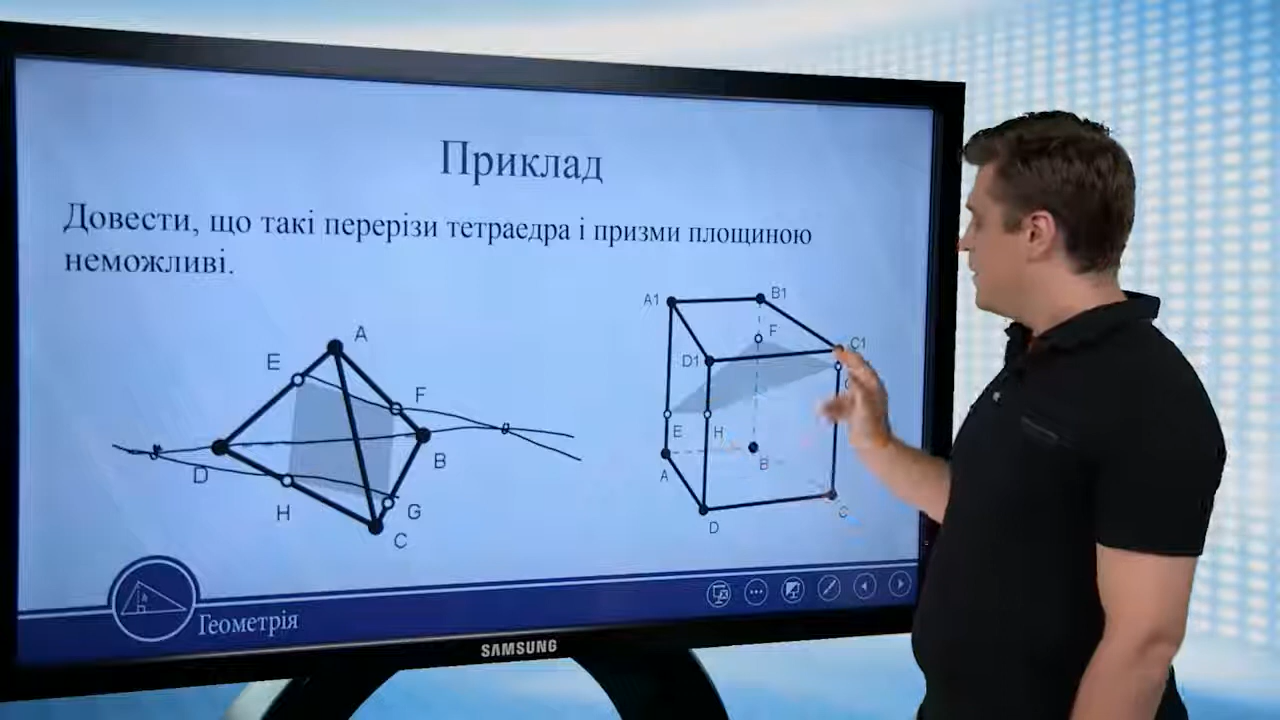 Приклад
Довести, що такі перерізи тетраедра і призми площиною
неможливі.
A
E
F
D
B
H
G
C
A1
B1
F
D1
C1
E
H
B
A
D
C
Геометрія
SAMSUNG